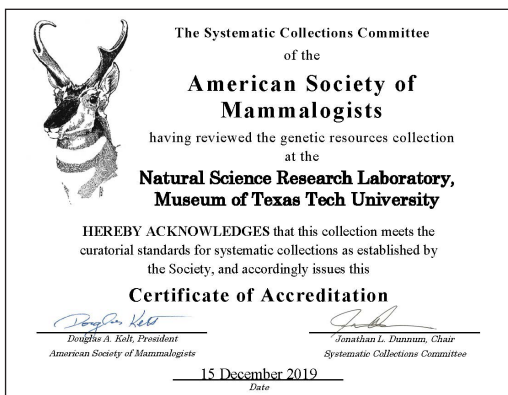 The Systematic Collections Committee
of the
American Society of
Mammalogists
having reviewed the genetic resources collection
at the
Natural Science Research Laboratory,
Museum of Texas Tech University
HEREBY ACKNOWLEDGES that this collection meets the
curatorial standards for systematic collections as established by
the Society, and accordingly issues this
Certificate of Accreditation
Douglas Kelt
Douglas A. Kelt, President
American Society of Mammalogists
Jonathan L. Dunnum, Chair
Systematic Collections Committee
15 December 2019
Date